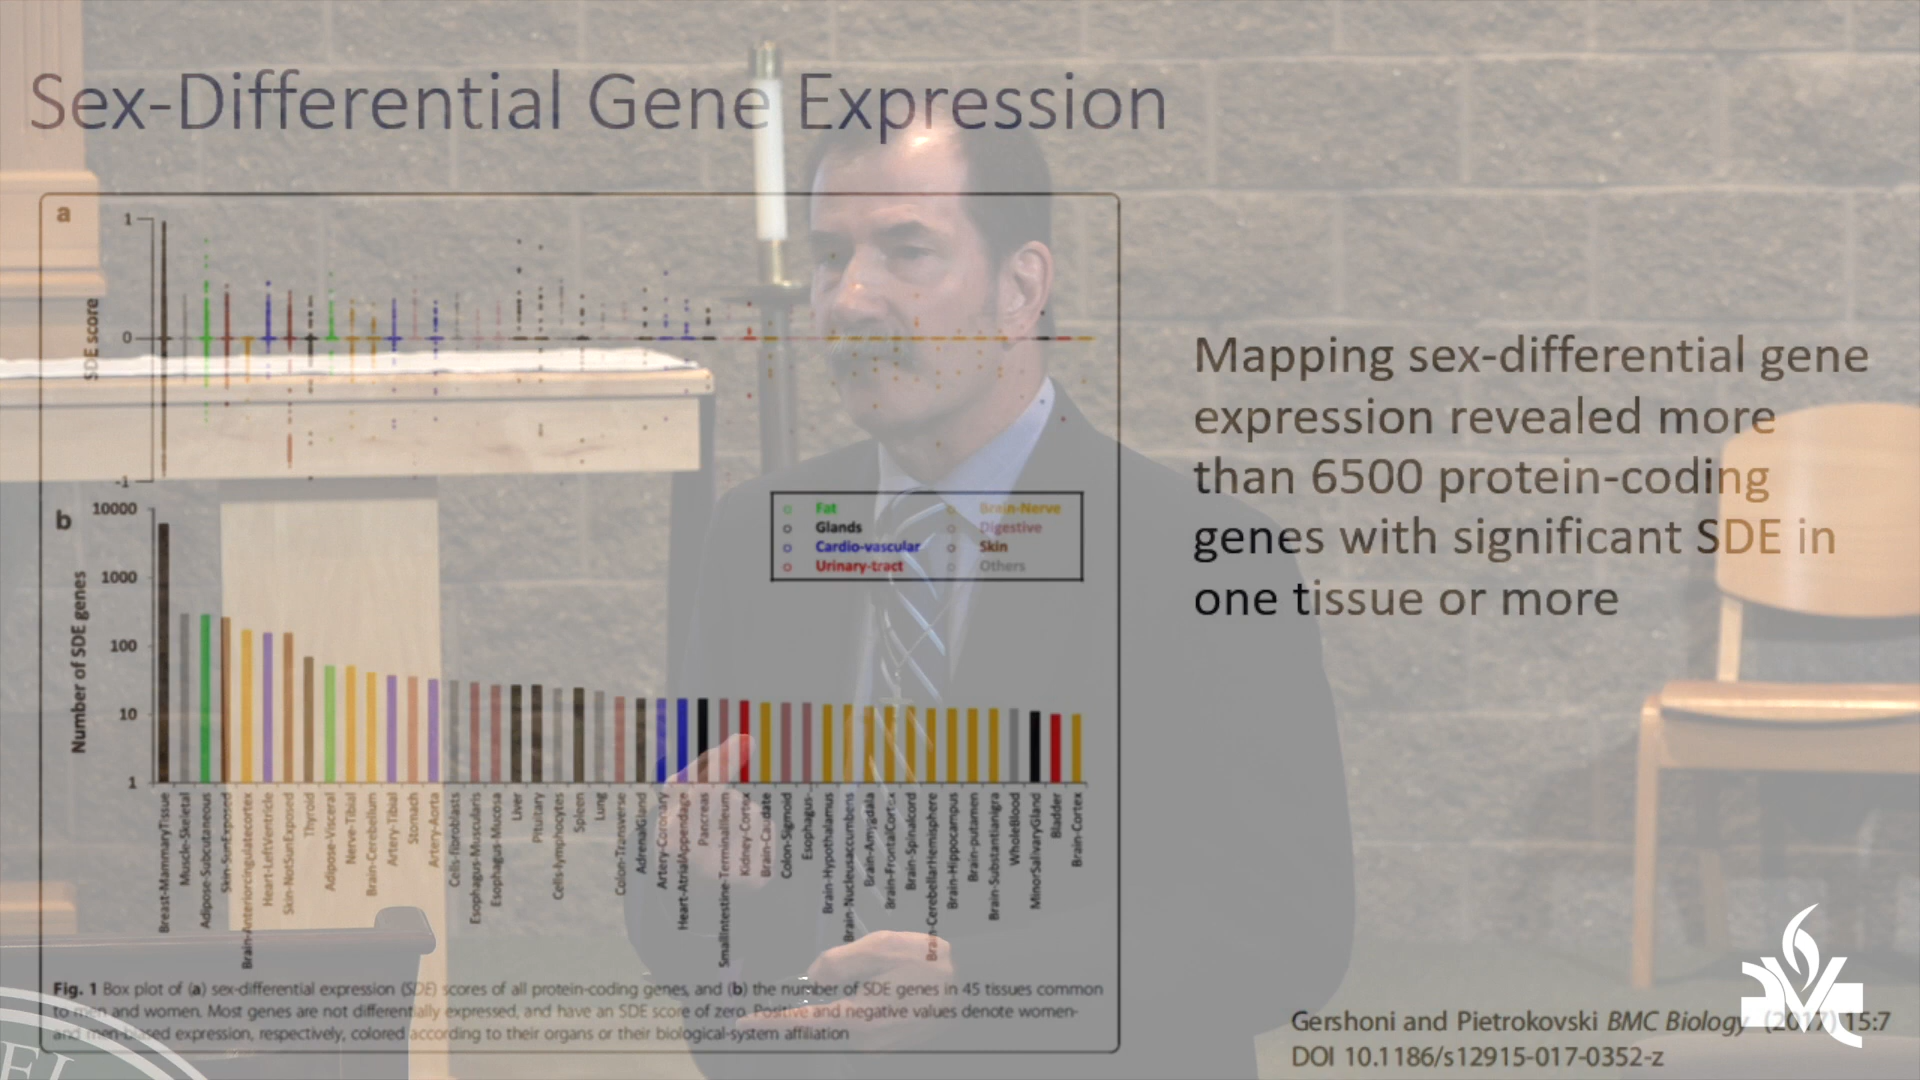 Sex-Differential Gene Expression
a
1
0
-1
SDE score
b
10000
1000
100
10
1
Number of SDE genes
Fat
Glands
Cardio-vascular
Urinary-tract
Brain-Nerve
Digestive
Skin
Others
Breast-MammaryTissue
Muscle-Skeletal
Adipose-Subcutaneous
Skin-SunExposed
Brain-Anteriorcingulatecortex
Heart-LeftVentricle
Skin-NotSunExposed
Thyroid
Adipose-Visceral
Nerve-Tibial
Brain-Cerebellum
Artery-Tibial
Stomach
Artery-Aorta
Cells-fibroblasts
Esophagus-Muscularis
Esophagus-Mucosa
Liver
Pituitary
Cells-lymphocytes
Spleen
Lung
Colon-Transverse
AdrenalGland
Artery-Coronary
Heart-AtrialAppendage
Pancreas
SmallIntestine-TerminalIleum
Kidney-Cortex
Brain-Caudate
Colon-Sigmoid
Esophagus-
Brain-Hypothalamus
Brain-Nucleusaccumbens
Brain-Amygdala
Brain-FrontalCortex
Brain-Spinalcord
Brain-CerebellarHemisphere
Brain-Hippocampus
Brain-putamen
Brain-Substantianigra
WholeBlood
MinorSalivaryGland
Bladder
Brain-Cortex
Fig. 1 Box plot of (a) sex-differential expression (SDE) scores of all protein-coding genes, and (b) the number of SDE genes in 45 tissues common
to men and women. Most genes are not differentially expressed, and have an SDE score of zero. Positive and negative values denote women-
and men-biased expression, respectively, colored according to their organs or their biological-system affiliation
Mapping sex-differential gene
expression revealed more
than 6500 protein-coding
genes with significant SDE in
one tissue or more
Gershoni and Pietrokovski BMC Biology (2017) 15:7
DOI 10.1186/s12915-017-0352-z